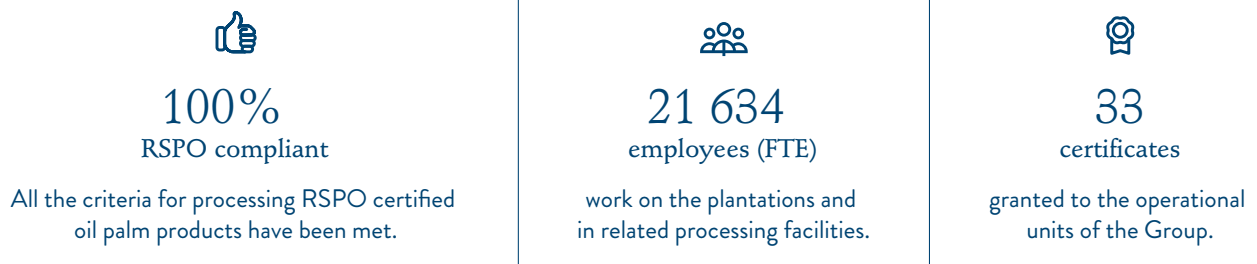 100%
RSPO compliant
All the criteria for processing RSPO certified
oil palm products have been met.
21 634
employees (FTE)
work on the plantations and
in related processing facilities.
33
certificates
granted to the operational
units of the Group.